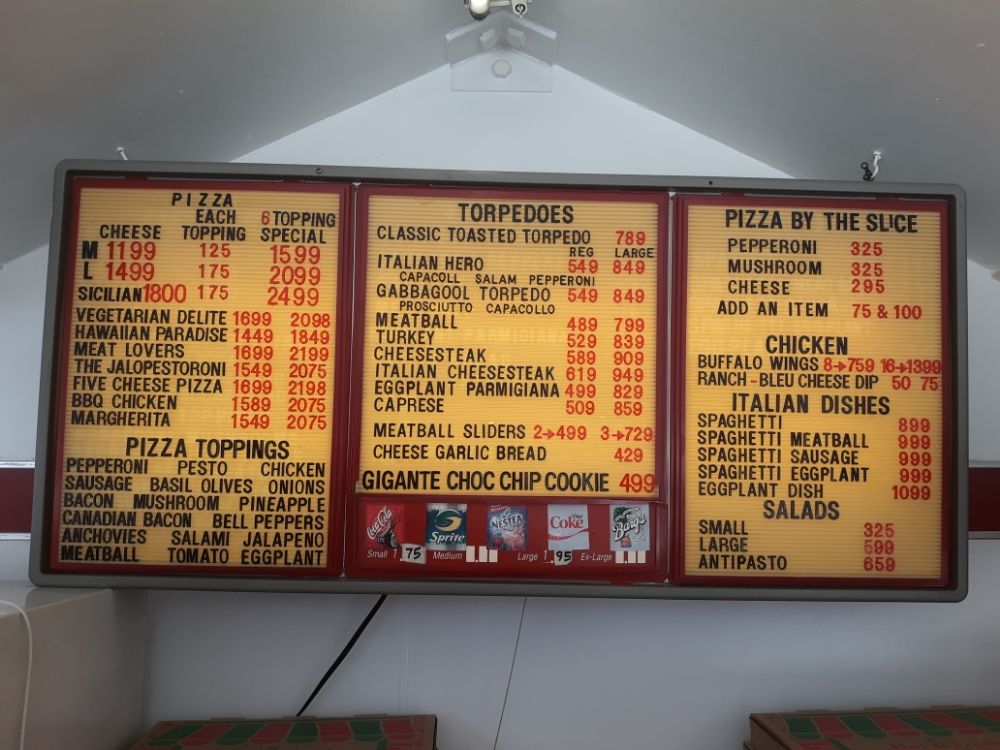 PIZZA
EACH 6 TOPPING
CHEESE TOPPING SPECIAL
M 1199 125 1599
L 1499 175 2099
SICILIAN 1800 175 2499
VEGETARIAN DELITE 1699 2098
HAWAIIAN PARADISE 1449 1849
MEAT LOVERS 1699 2199
THE JALOPESTORONI 1549 2075
FIVE CHEESE PIZZA 1699 2198
BBQ CHICKEN 1589 2075
MARGHERITA 1549 2075
PIZZA TOPPINGS
PEPPERONI PESTO CHICKEN
SAUSAGE BASIL OLIVES ONIONS
BACON MUSHROOM PINEAPPLE
CANADIAN BACON BELL PEPPERS
ANCHOVIES SALAMI JALAPENO
MEATBALL TOMATO EGGPLANT
TORPEDOES
CLASSIC TOASTED TORPEDO 789
REG LARGE
ITALIAN HERO 549 849
CAPACOLL SALAM PEPPERONI
GABBAGOOL TORPEDO 549 849
PROSCIUTTO CAPACOLLO
MEATBALL 489 799
TURKEY 529 839
CHEESESTEAK 589 909
ITALIAN CHEESESTEAK 619 949
EGGPLANT PARMIGIANA 499 829
CAPRESE 509 859
MEATBALL SLIDERS 2→499 3→729
CHEESE GARLIC BREAD 429
GIGANTE CHOC CHIP COOKIE 499
Coca-Cola Sprite NESTEA Diet Coke Barq's
Small 1.75 Medium Large 1.95 Ex-Large
PIZZA BY THE SLICE
PEPPERONI 325
MUSHROOM 325
CHEESE 295
ADD AN ITEM 75 & 100
CHICKEN
BUFFALO WINGS 8→759 16→1399
RANCH - BLEU CHEESE DIP 50 75
ITALIAN DISHES
SPAGHETTI 899
SPAGHETTI MEATBALL 999
SPAGHETTI SAUSAGE 999
SPAGHETTI EGGPLANT 999
EGGPLANT DISH 1099
SALADS
SMALL 325
LARGE 599
ANTIPASTO 659